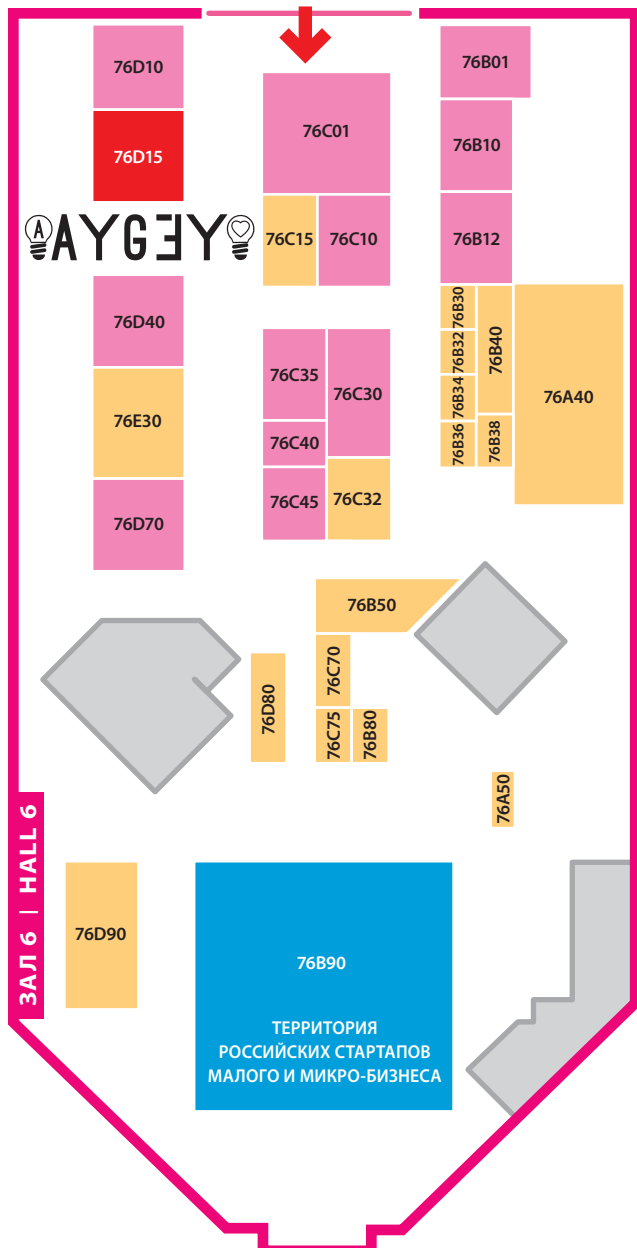 76D10
76D15
AYGEY
76D40
76E30
76D70
76C01
76C15
76C10
76C35
76C30
76C40
76C45
76C32
76B01
76B10
76B12
76B30
76B32
76B34
76B36
76B40
76B38
76A40
76B50
76C70
76C75
76B80
76D80
76A50
ЗАЛ 6 | HALL 6
76D90
76B90
ТЕРРИТОРИЯ
РОССИЙСКИХ СТАРТАПОВ
МАЛОГО И МИКРО-БИЗНЕСА